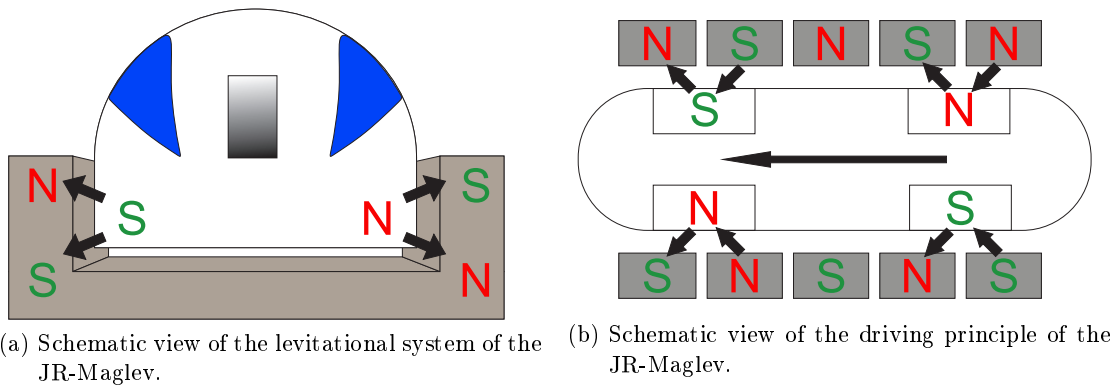 N
S
S
S
N
S
N
N
S
N
S
N
S
N
N
S
S
N
S
N
S
(a) Schematic view of the levitational system of the
JR-Maglev.
(b) Schematic view of the driving principle of the
JR-Maglev.